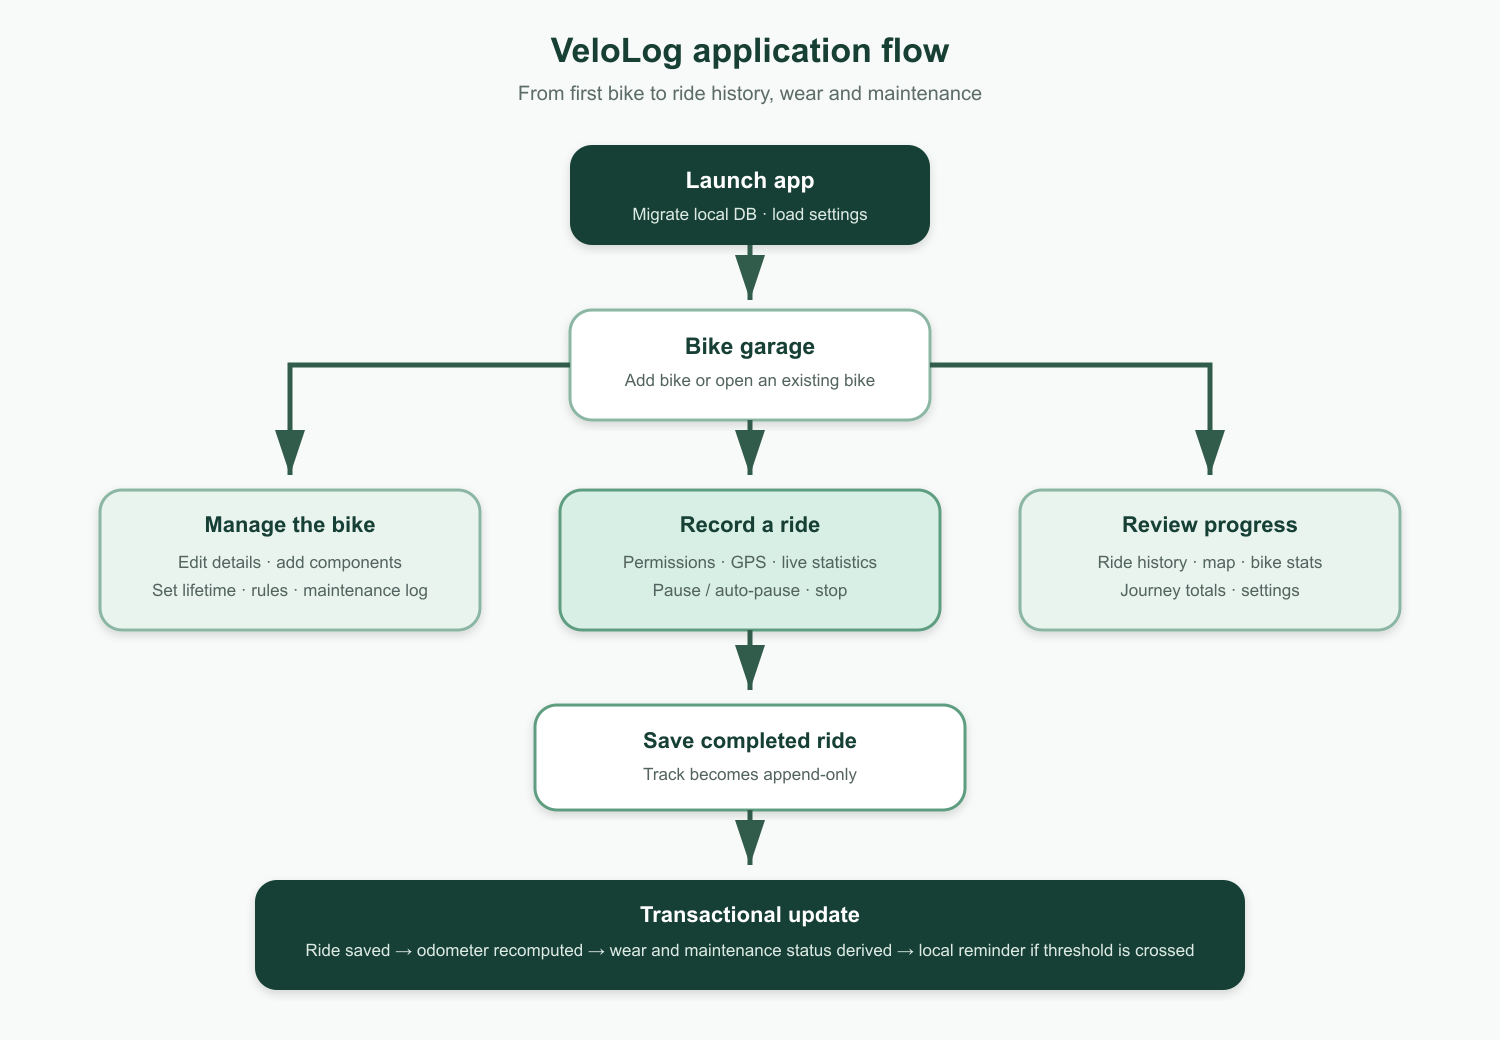 VeloLog application flow
From first bike to ride history, wear and maintenance
Launch app
Migrate local DB · load settings
Bike garage
Add bike or open an existing bike
Manage the bike
Edit details · add components
Set lifetime · rules · maintenance log
Record a ride
Permissions · GPS · live statistics
Pause / auto-pause · stop
Review progress
Ride history · map · bike stats
Journey totals · settings
Save completed ride
Track becomes append-only
Transactional update
Ride saved → odometer recomputed → wear and maintenance status derived → local reminder if threshold is crossed